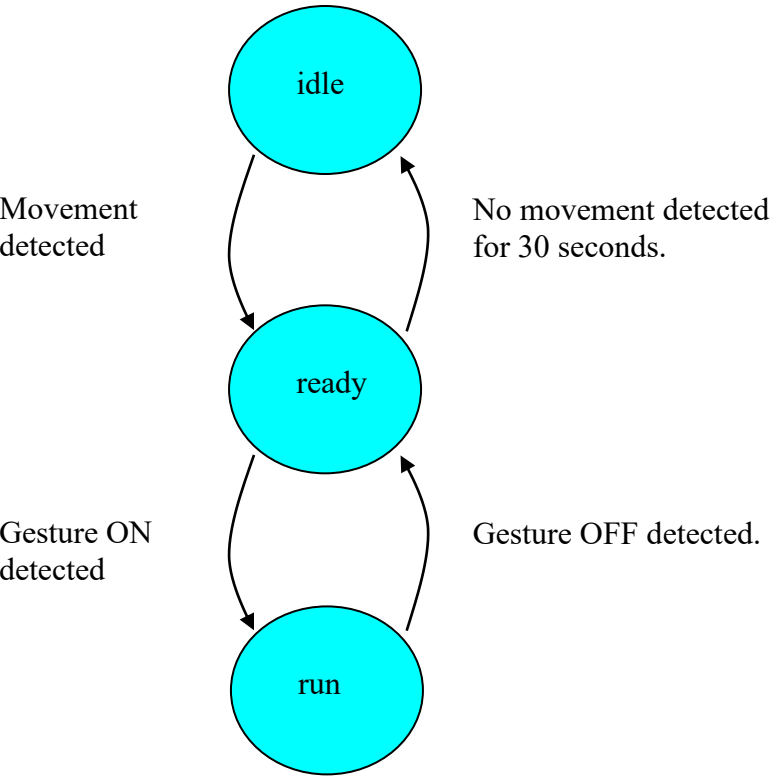 idle
Movement
detected
No movement detected
for 30 seconds.
ready
Gesture ON
detected
Gesture OFF detected.
run